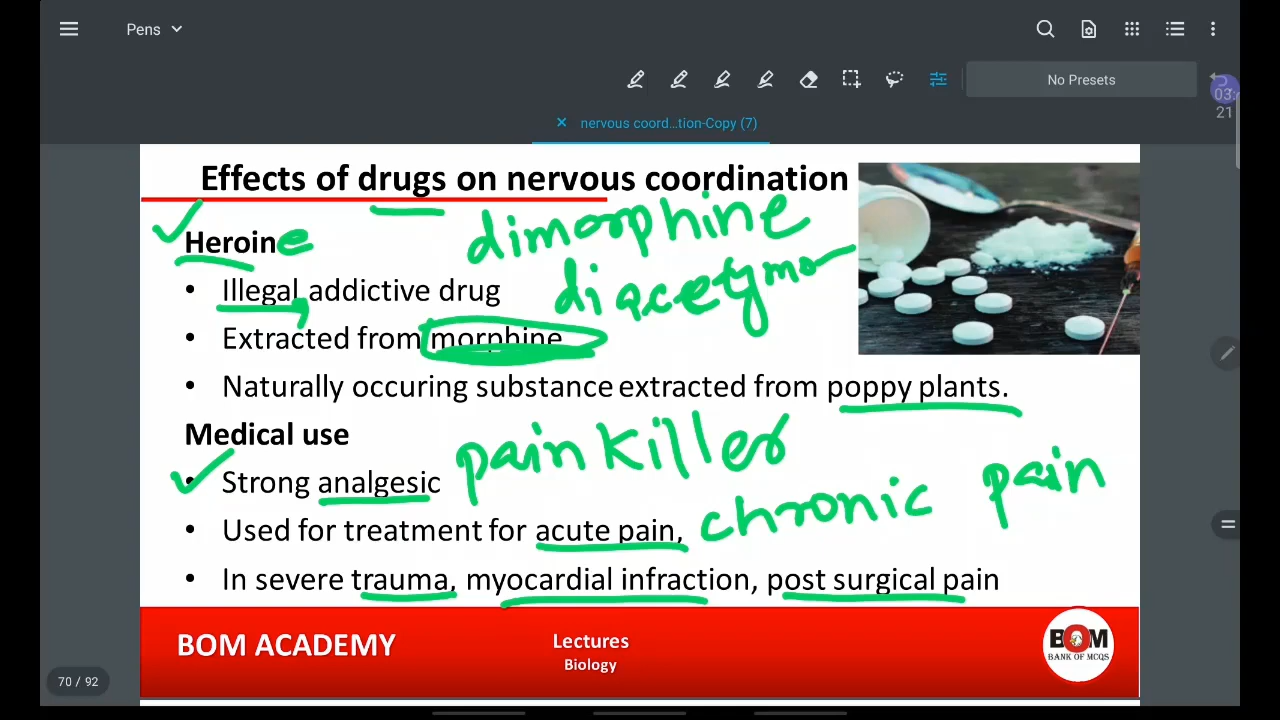 Pens
No Presets
03:
21
× nervous coord...tion-Copy (7)
Effects of drugs on nervous coordination
dimorphine
Heroine
diacetymo
• Illegal, addictive drug
• Extracted from morphine
• Naturally occuring substance extracted from poppy plants.
Medical use
painkiller
• Strong analgesic
pain
chronic
• Used for treatment for acute pain,
• In severe trauma, myocardial infraction, post surgical pain
BOM ACADEMY
Lectures
Biology
BOM
BANK OF MCQS
70 / 92